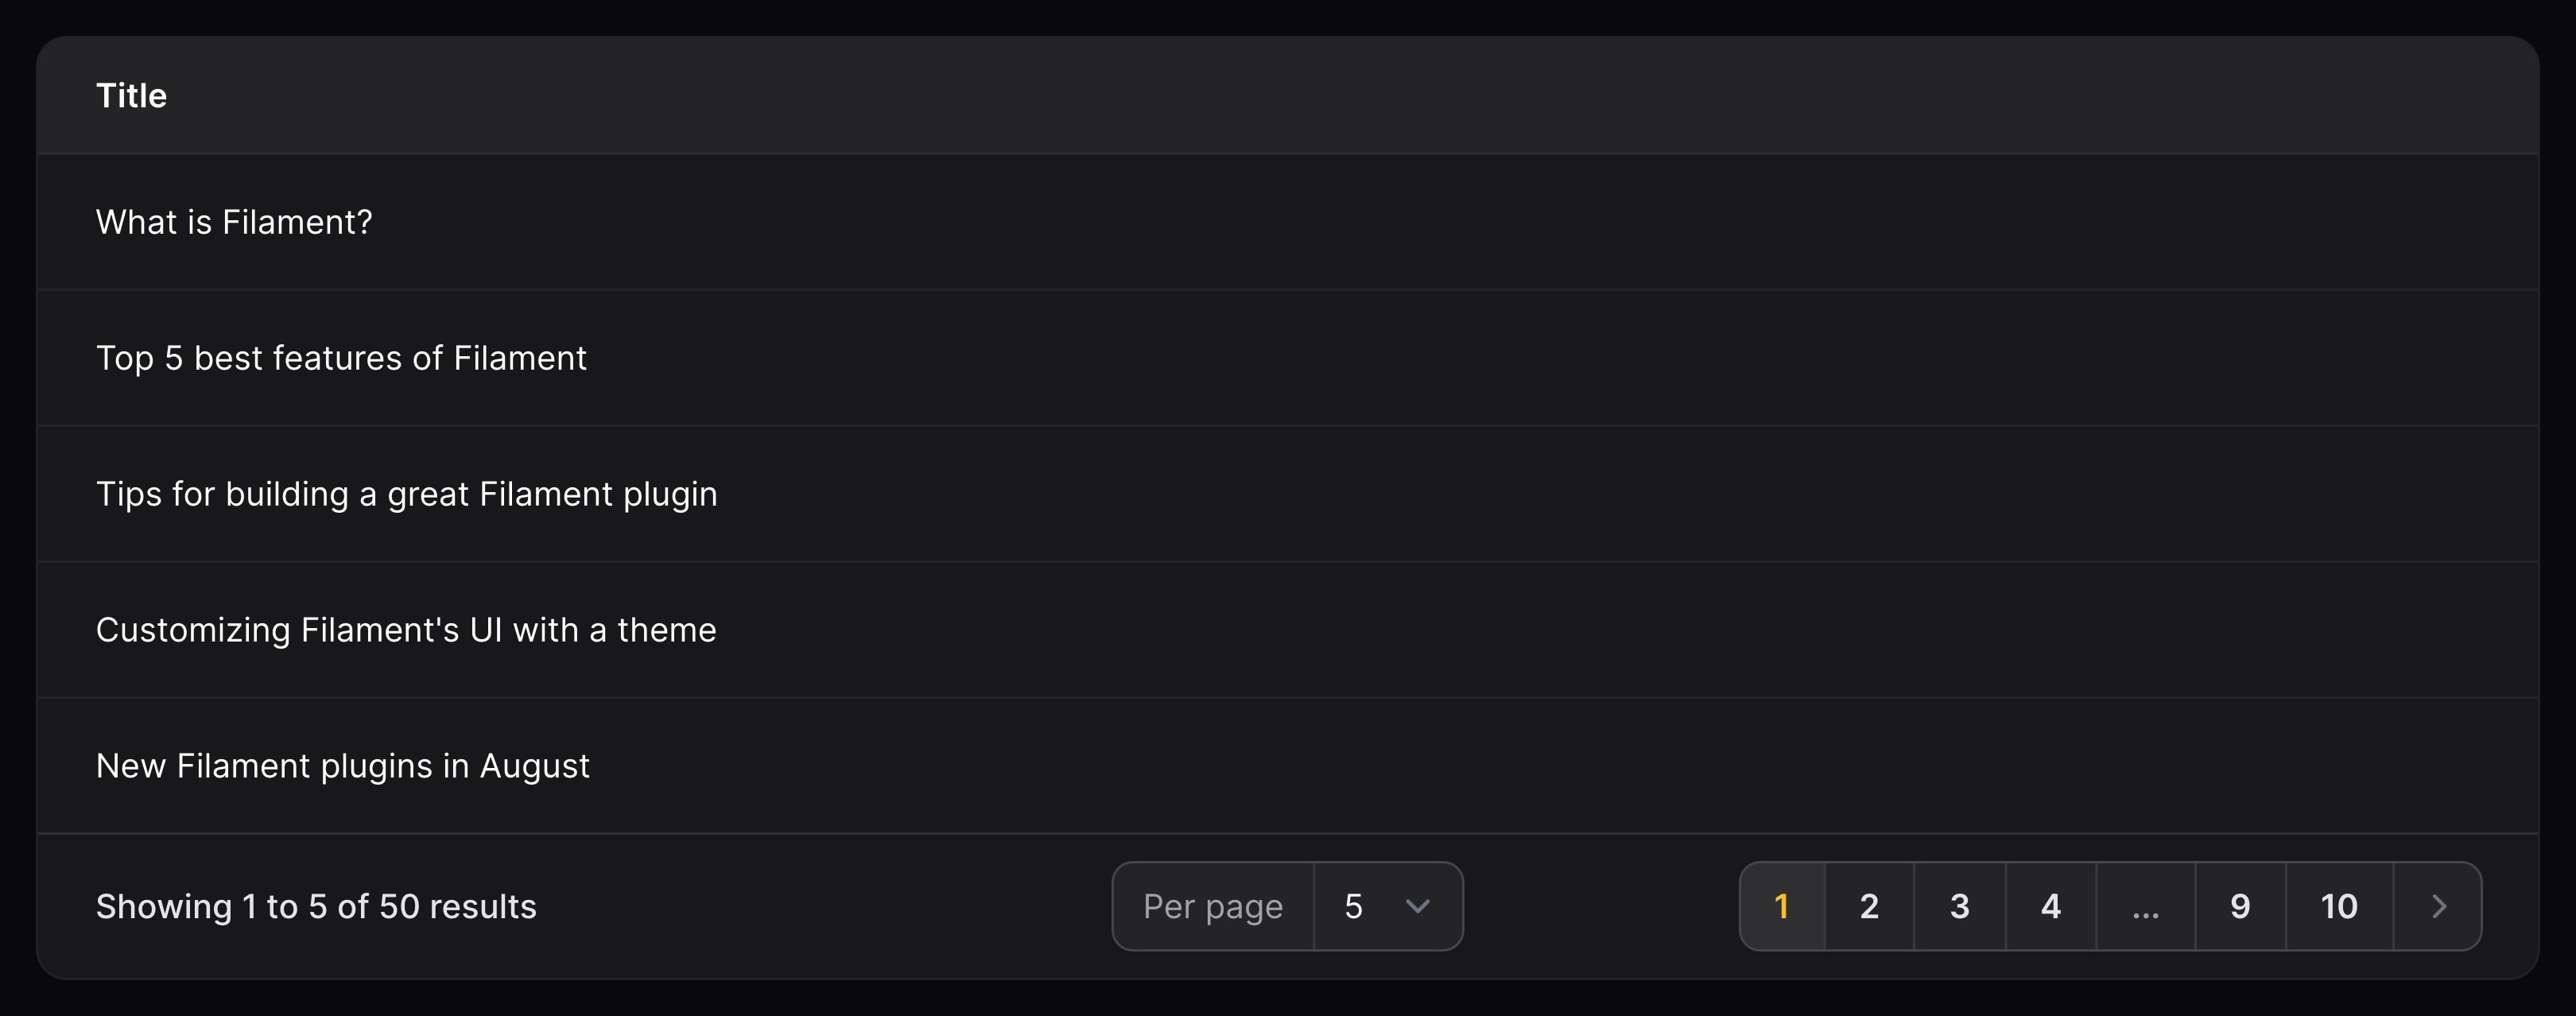 Title
What is Filament?
Top 5 best features of Filament
Tips for building a great Filament plugin
Customizing Filament's UI with a theme
New Filament plugins in August
Showing 1 to 5 of 50 results Per page 5 1 2 3 4 ... 9 10